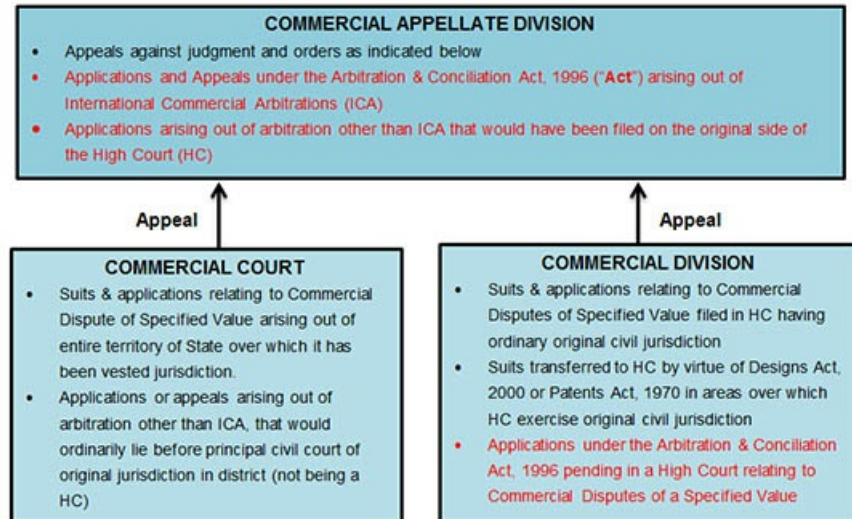 COMMERCIAL APPELLATE DIVISION
• Appeals against judgment and orders as indicated below
• Applications and Appeals under the Arbitration & Conciliation Act, 1996 (“Act”) arising out of
International Commercial Arbitrations (ICA)
• Applications arising out of arbitration other than ICA that would have been filed on the original side of
the High Court (HC)
Appeal
Appeal
COMMERCIAL COURT
• Suits & applications relating to Commercial
Dispute of Specified Value arising out of
entire territory of State over which it has
been vested jurisdiction.
• Applications or appeals arising out of
arbitration other than ICA, that would
ordinarily lie before principal civil court of
original jurisdiction in district (not being a
HC)
COMMERCIAL DIVISION
• Suits & applications relating to Commercial
Disputes of Specified Value filed in HC having
ordinary original civil jurisdiction
• Suits transferred to HC by virtue of Designs Act,
2000 or Patents Act, 1970 in areas over which
HC exercise original civil jurisdiction
• Applications under the Arbitration & Conciliation
Act, 1996 pending in a High Court relating to
Commercial Disputes of a Specified Value